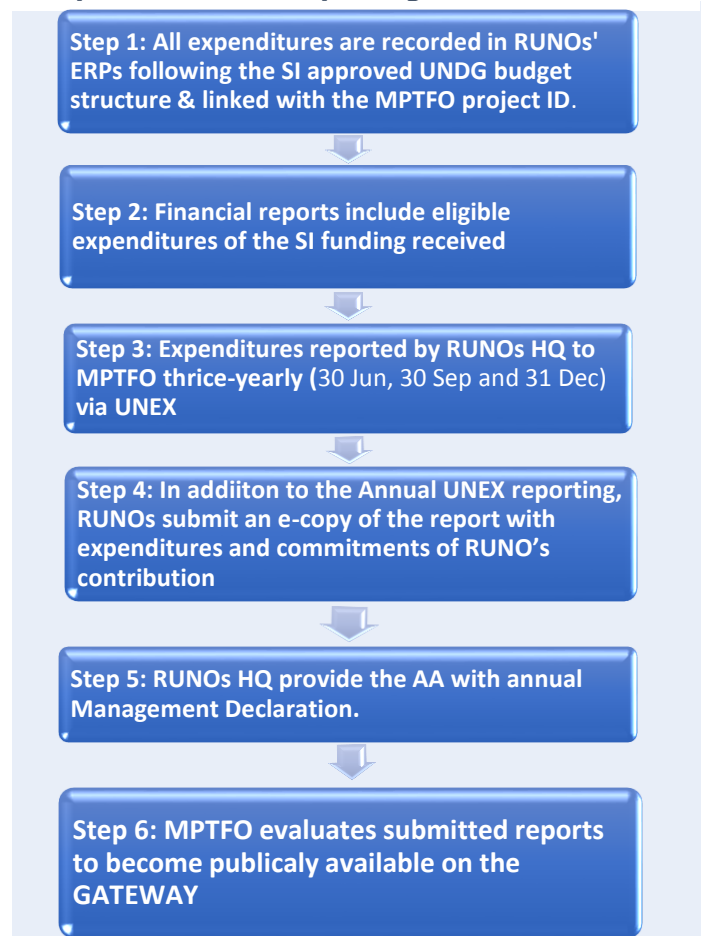 Step 1: All expenditures are recorded in RUNOs'
ERPs following the SI approved UNDG budget
structure & linked with the MPTFO project ID.
Step 2: Financial reports include eligible
expenditures of the SI funding received
Step 3: Expenditures reported by RUNOs HQ to
MPTFO thrice-yearly (30 Jun, 30 Sep and 31 Dec)
via UNEX
Step 4: In addiiton to the Annual UNEX reporting,
RUNOs submit an e-copy of the report with
expenditures and commitments of RUNO’s
contribution
Step 5: RUNOs HQ provide the AA with annual
Management Declaration.
Step 6: MPTFO evaluates submitted reports
to become publicaly available on the
GATEWAY